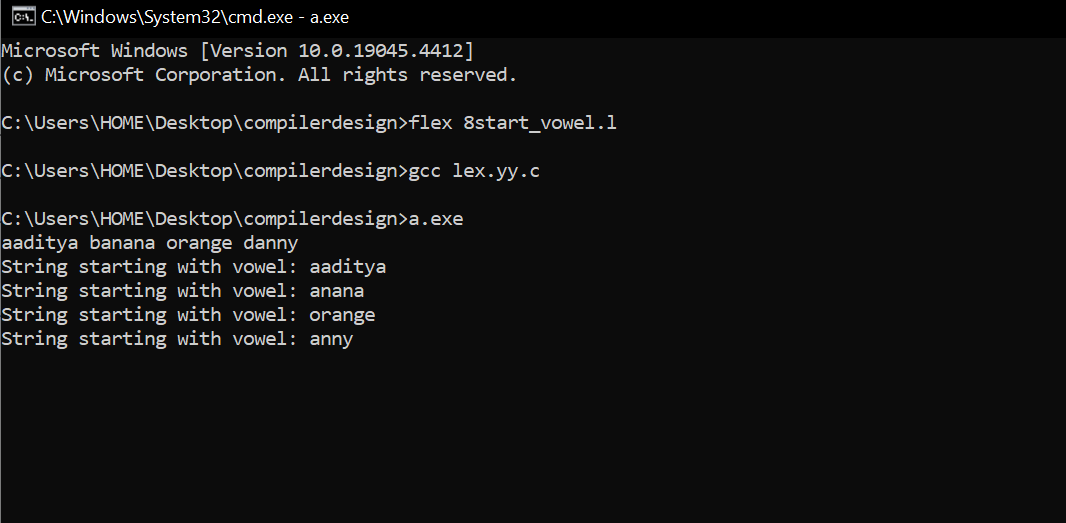 C:\Windows\System32\cmd.exe - a.exe
Microsoft Windows [Version 10.0.19045.4412]
(c) Microsoft Corporation. All rights reserved.
C:\Users\HOME\Desktop\compilerdesign>flex 8start_vowel.l
C:\Users\HOME\Desktop\compilerdesign>gcc lex.yy.c
C:\Users\HOME\Desktop\compilerdesign>a.exe
aaditya banana orange danny
String starting with vowel: aaditya
String starting with vowel: anana
String starting with vowel: orange
String starting with vowel: anny